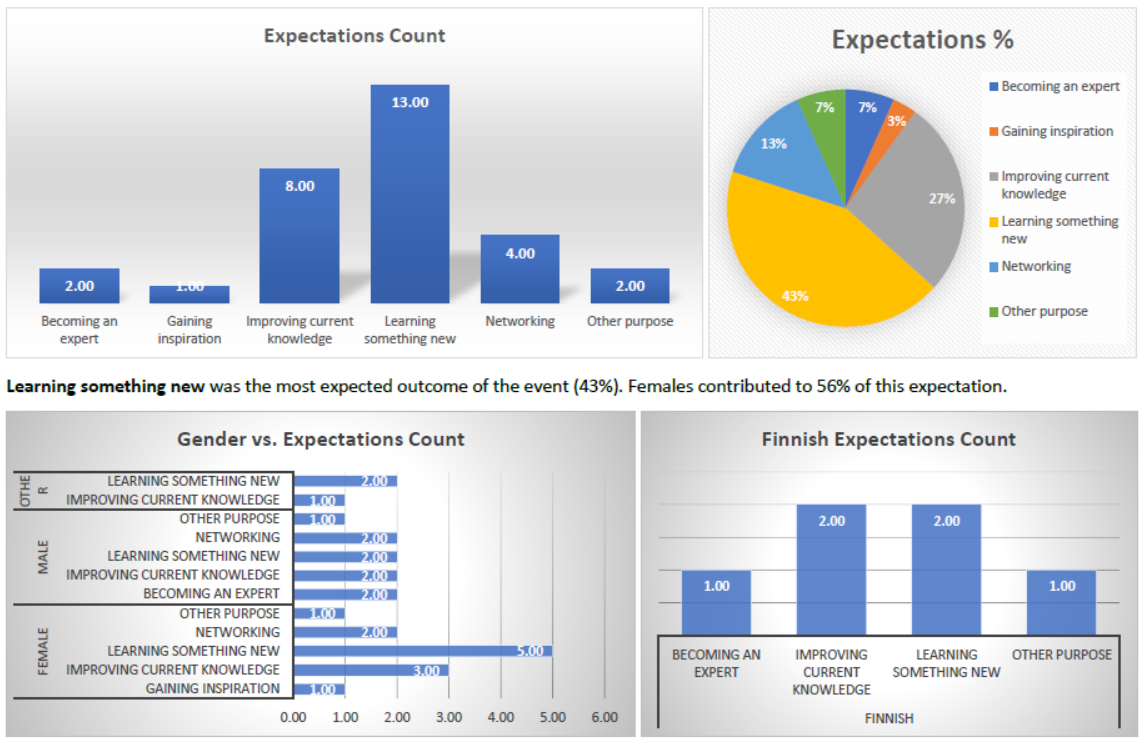 Expectations Count
13.00
8.00
4.00
2.00
1.00
2.00
Becoming an
expert
Gaining
inspiration
Improving current
knowledge
Learning
something new
Networking
Other purpose
Expectations %
7%
7%
3%
13%
27%
43%
Becoming an expert
Gaining inspiration
Improving current
knowledge
Learning something
new
Networking
Other purpose
Learning something new was the most expected outcome of the event (43%). Females contributed to 56% of this expectation.
Gender vs. Expectations Count
OTHE
R
LEARNING SOMETHING NEW 2.00
IMPROVING CURRENT KNOWLEDGE 1.00
MALE
OTHER PURPOSE 1.00
NETWORKING 2.00
LEARNING SOMETHING NEW 2.00
IMPROVING CURRENT KNOWLEDGE 2.00
BECOMING AN EXPERT 2.00
FEMALE
OTHER PURPOSE 1.00
NETWORKING 2.00
LEARNING SOMETHING NEW 5.00
IMPROVING CURRENT KNOWLEDGE 3.00
GAINING INSPIRATION 1.00
0.00 1.00 2.00 3.00 4.00 5.00 6.00
Finnish Expectations Count
1.00
2.00
2.00
1.00
BECOMING AN
EXPERT
IMPROVING
CURRENT
KNOWLEDGE
LEARNING
SOMETHING NEW
OTHER PURPOSE
FINNISH